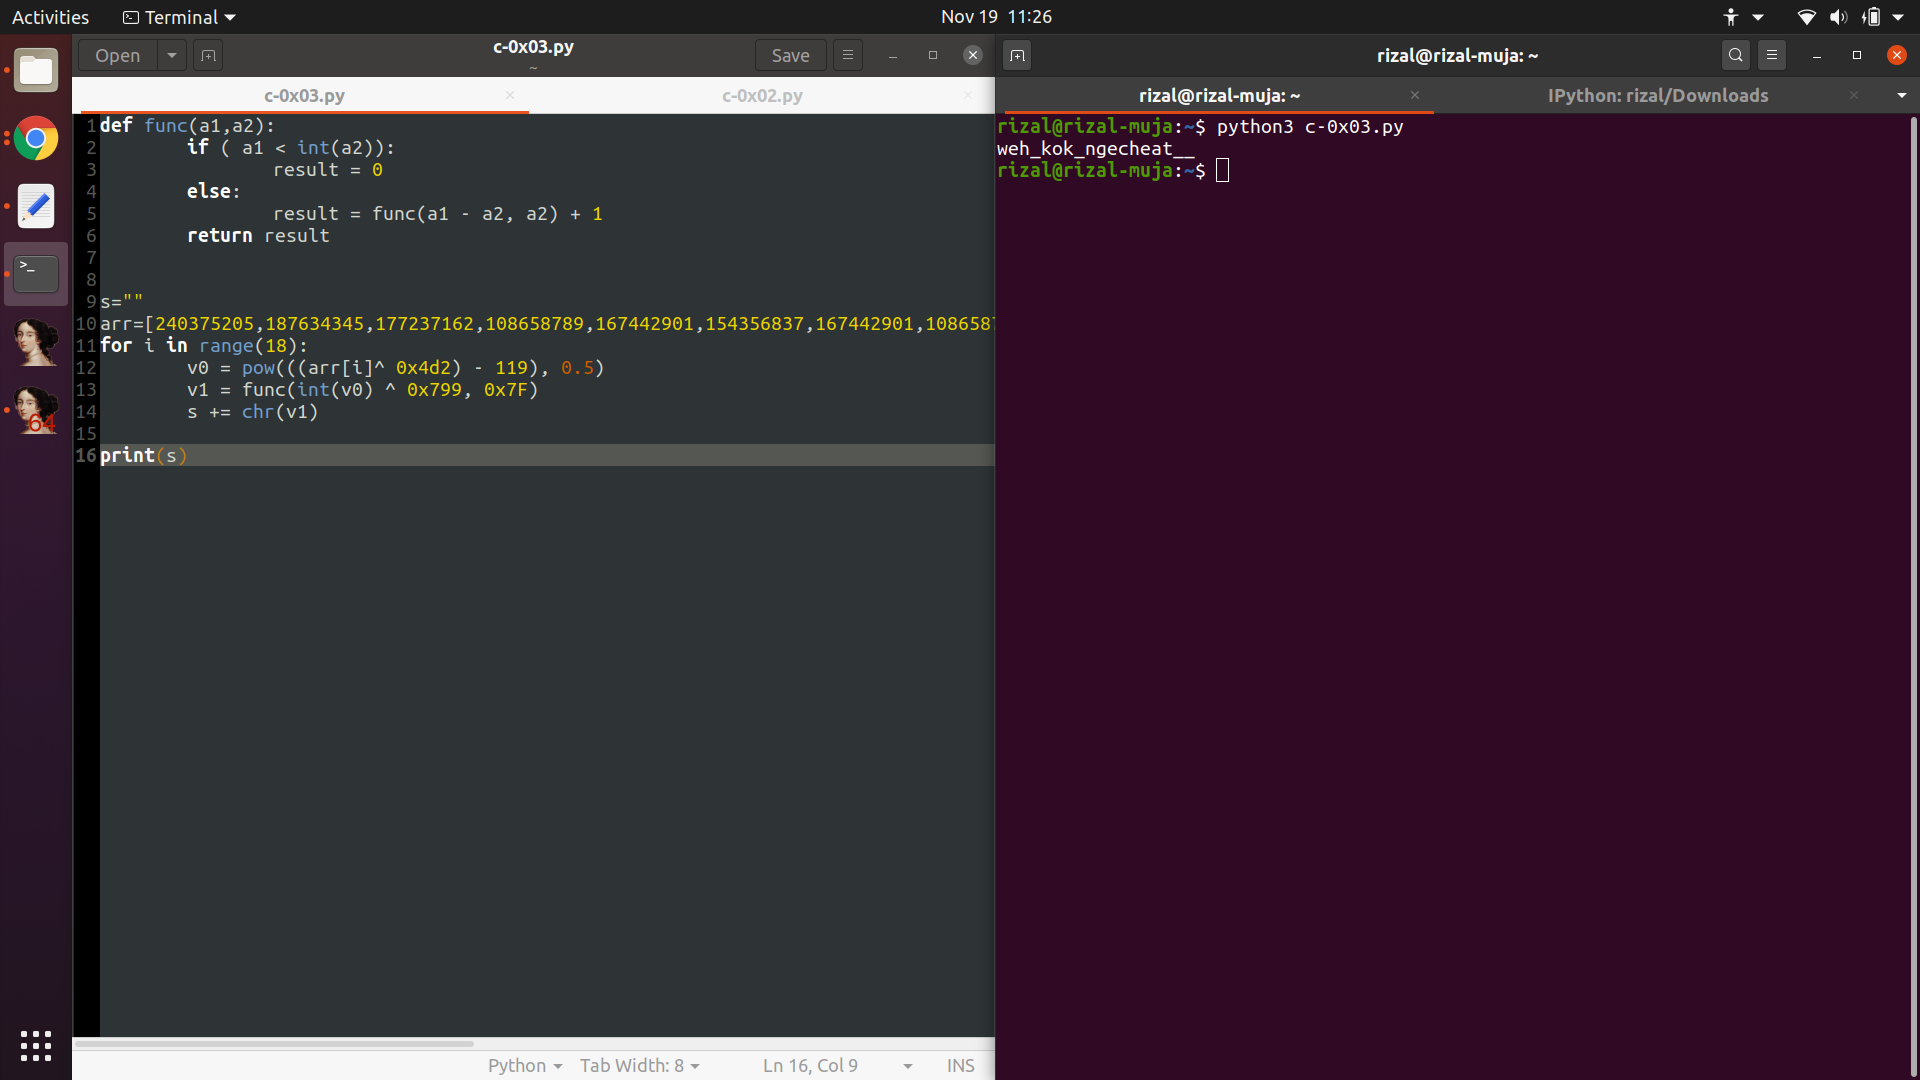 Activities
Terminal
Nov 19 11:26
Open
c-0x03.py
~
Save
c-0x03.py
c-0x02.py
1 def func(a1,a2):
2 if ( a1 < int(a2)):
3 result = 0
4 else:
5 result = func(a1 - a2, a2) + 1
6 return result
7
8
9 s=""
10 arr=[240375205,187634345,177237162,108658789,167442901,154356837,167442901,108658
11 for i in range(18):
12 v0 = pow(((arr[i]^ 0x4d2) - 119), 0.5)
13 v1 = func(int(v0) ^ 0x799, 0x7F)
14 s += chr(v1)
15
16 print(s)
Python
Tab Width: 8
Ln 16, Col 9
INS
rizal@rizal-muja: ~
rizal@rizal-muja: ~
IPython: rizal/Downloads
rizal@rizal-muja:~$ python3 c-0x03.py
weh_kok_ngecheat__
rizal@rizal-muja:~$
64